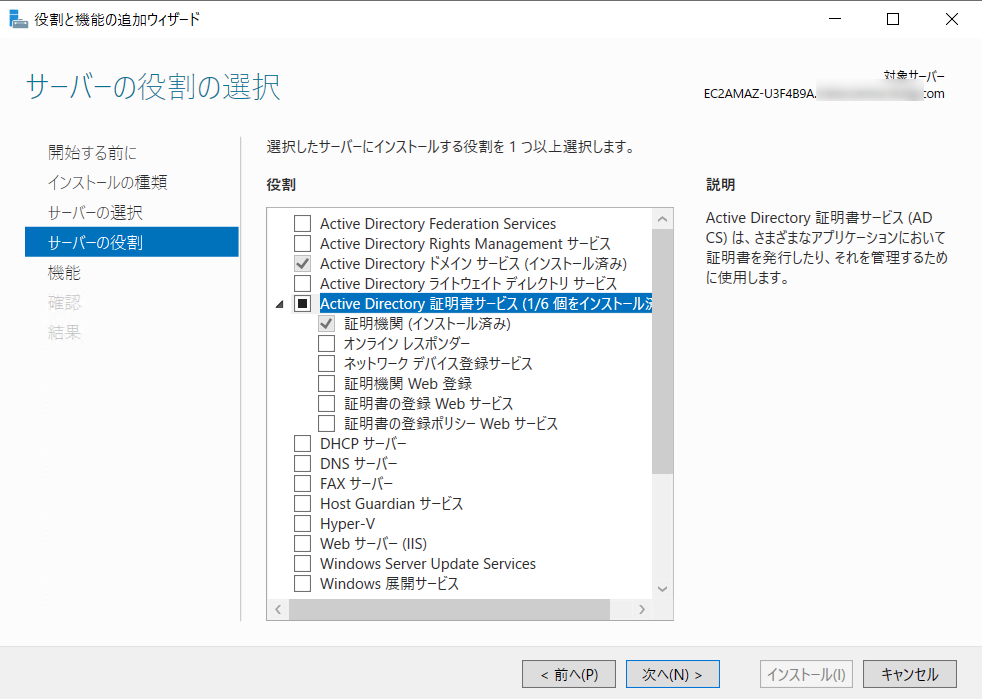 役割と機能の追加ウィザード
サーバーの役割の選択
対象サーバー
EC2AMAZ-U3F4B9A. com
開始する前に
インストールの種類
サーバーの選択
サーバーの役割
機能
確認
結果
選択したサーバーにインストールする役割を 1 つ以上選択します。
役割
Active Directory Federation Services
Active Directory Rights Management サービス
Active Directory ドメイン サービス (インストール済み)
Active Directory ライトウェイト ディレクトリ サービス
Active Directory 証明書サービス (1/6 個をインストール済
証明機関 (インストール済み)
オンライン レスポンダー
ネットワーク デバイス登録サービス
証明機関 Web 登録
証明書の登録 Web サービス
証明書の登録ポリシー Web サービス
DHCP サーバー
DNS サーバー
FAX サーバー
Host Guardian サービス
Hyper-V
Web サーバー (IIS)
Windows Server Update Services
Windows 展開サービス
説明
Active Directory 証明書サービス (AD
CS) は、さまざまなアプリケーションにおいて
証明書を発行したり、それを管理するため
に使用します。
< 前へ(P)
次へ(N) >
インストール(I)
キャンセル